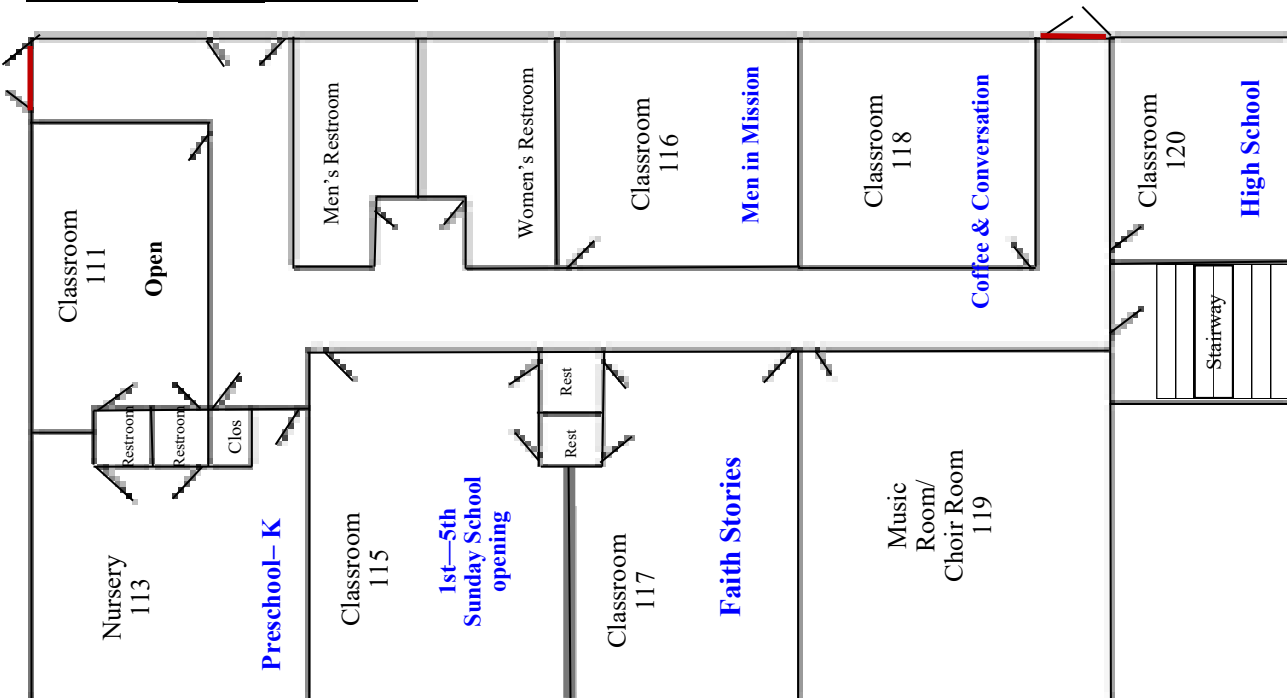 Classroom
111
Open
Men's Restroom
Women's Restroom
Classroom
116
Men in Mission
Classroom
118
Coffee & Conversation
Classroom
120
High School
Stairway
Restroom
Restroom
Clos
Rest
Rest
Nursery
113
Preschool– K
Classroom
115
1st—5th
Sunday School
opening
Classroom
117
Faith Stories
Music
Room/
Choir Room
119